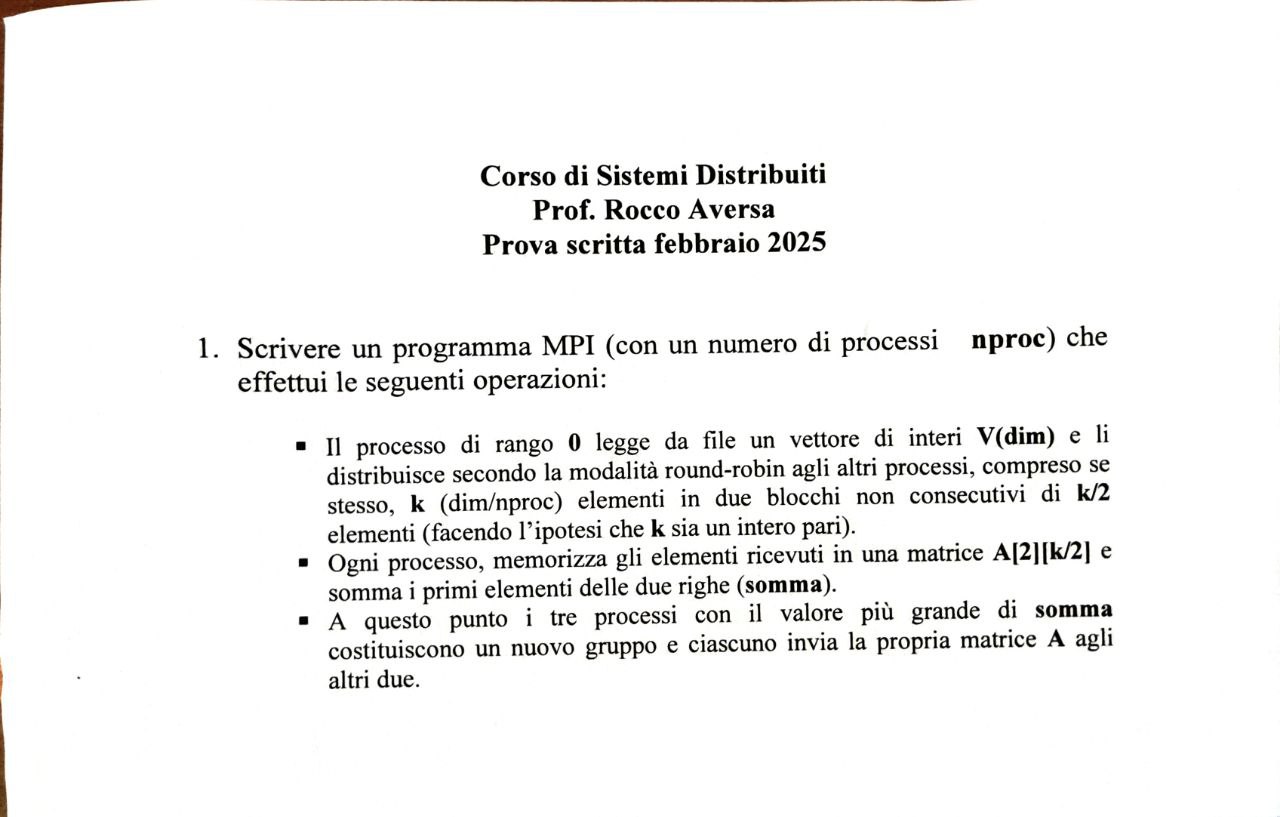 Corso di Sistemi Distribuiti
Prof. Rocco Aversa
Prova scritta febbraio 2025
1. Scrivere un programma MPI (con un numero di processi nproc) che
effettui le seguenti operazioni:
▪ Il processo di rango 0 legge da file un vettore di interi V(dim) e li
distribuisce secondo la modalità round-robin agli altri processi, compreso se
stesso, k (dim/nproc) elementi in due blocchi non consecutivi di k/2
elementi (facendo l'ipotesi che k sia un intero pari).
▪ Ogni processo, memorizza gli elementi ricevuti in una matrice A[2][k/2] e
somma i primi elementi delle due righe (somma).
▪ A questo punto i tre processi con il valore più grande di somma
costituiscono un nuovo gruppo e ciascuno invia la propria matrice A agli
altri due.